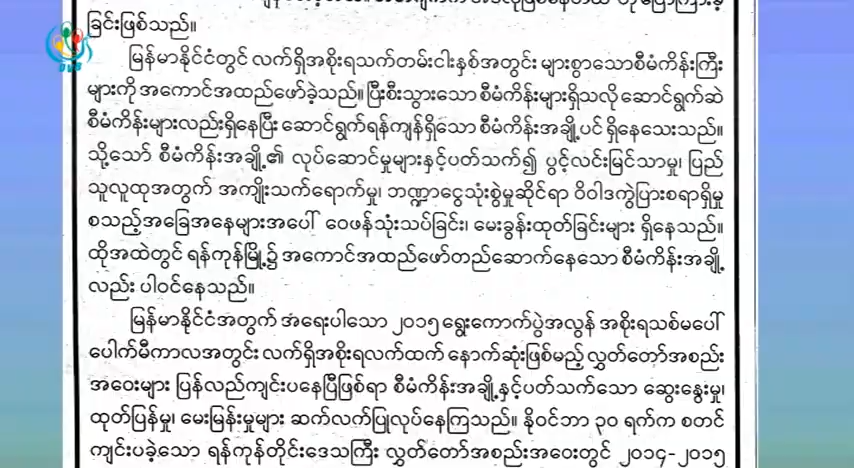 ခြင်းဖြစ်သည်။
မြန်မာနိုင်ငံတွင် လက်ရှိအစိုးရသက်တမ်းငါးနှစ်အတွင်း များစွာသောစီမံကိန်းကြီး
များကို အကောင်အထည်ဖော်ခဲ့သည်။ ပြီးစီးသွားသော စီမံကိန်းများရှိသလို ဆောင်ရွက်ဆဲ
စီမံကိန်းများလည်းရှိနေပြီး ဆောင်ရွက်ရန်ကျန်ရှိသော စီမံကိန်းအချို့ပင် ရှိနေသေးသည်။
သို့သော် စီမံကိန်းအချို့၏ လုပ်ဆောင်မှုများနှင့်ပတ်သက်၍ ပွင့်လင်းမြင်သာမှု၊ ပြည်
သူလူထုအတွက် အကျိုးသက်ရောက်မှု၊ ဘဏ္ဍာငွေသုံးစွဲမှုဆိုင်ရာ ဝိဝါဒကွဲပြားစရာရှိမှု
စသည့်အခြေအနေများအပေါ် ဝေဖန်သုံးသပ်ခြင်း၊ မေးခွန်းထုတ်ခြင်းများ ရှိနေသည်။
ထိုအထဲတွင် ရန်ကုန်မြို့၌ အကောင်အထည်ဖော်တည်ဆောက်နေသော စီမံကိန်းအချို့
လည်း ပါဝင်နေသည်။
မြန်မာနိုင်ငံအတွက် အရေးပါသော ၂၀၁၅ ရွေးကောက်ပွဲအလွန် အစိုးရသစ်မပေါ်
ပေါက်မီကာလအတွင်း လက်ရှိအစိုးရလက်ထက် နောက်ဆုံးဖြစ်မည့် လွှတ်တော်အစည်း
အဝေးများ ပြန်လည်ကျင်းပနေပြီဖြစ်ရာ စီမံကိန်းအချို့နှင့်ပတ်သက်သော ဆွေးနွေးမှု၊
ထုတ်ပြန်မှု၊ မေးမြန်းမှုများ ဆက်လက်ပြုလုပ်နေကြသည်။ နိုဝင်ဘာ ၃၀ ရက်က စတင်
ကျင်းပခဲ့သော ရန်ကုန်တိုင်းဒေသကြီး လွှတ်တော်အစည်းအဝေးတွင် ၂၀၁၄-၂၀၁၅
DVB